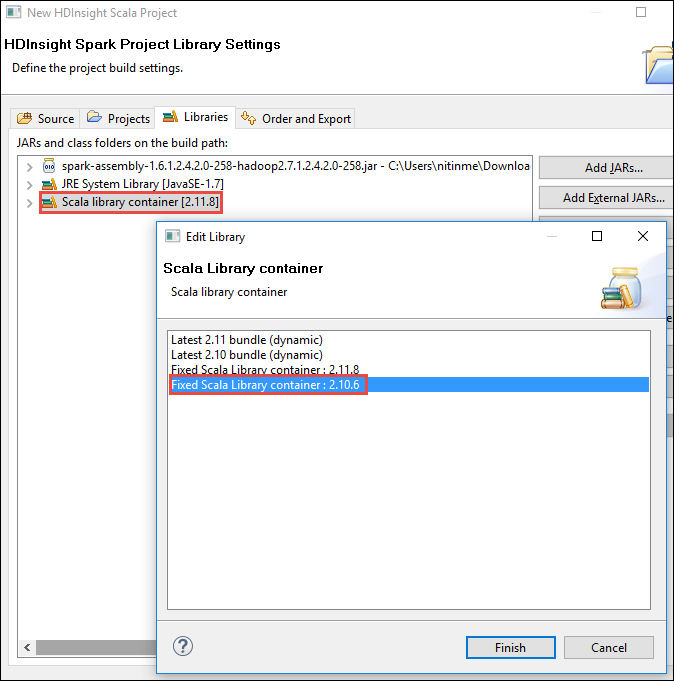 New HDInsight Scala Project
HDInsight Spark Project Library Settings
Define the project build settings.
Source Projects Libraries Order and Export
JARs and class folders on the build path:
spark-assembly-1.6.1.2.4.2.0-258-hadoop2.7.1.2.4.2.0-258.jar - C:\Users\nitinme\Downloa
Add JARs...
JRE System Library [JavaSE-1.7]
Scala library container [2.11.8]
Add External JARs...
Edit Library
Scala Library container
Scala library container
Latest 2.11 bundle (dynamic)
Latest 2.10 bundle (dynamic)
Fixed Scala Library container : 2.11.8
Fixed Scala Library container : 2.10.6
Finish Cancel